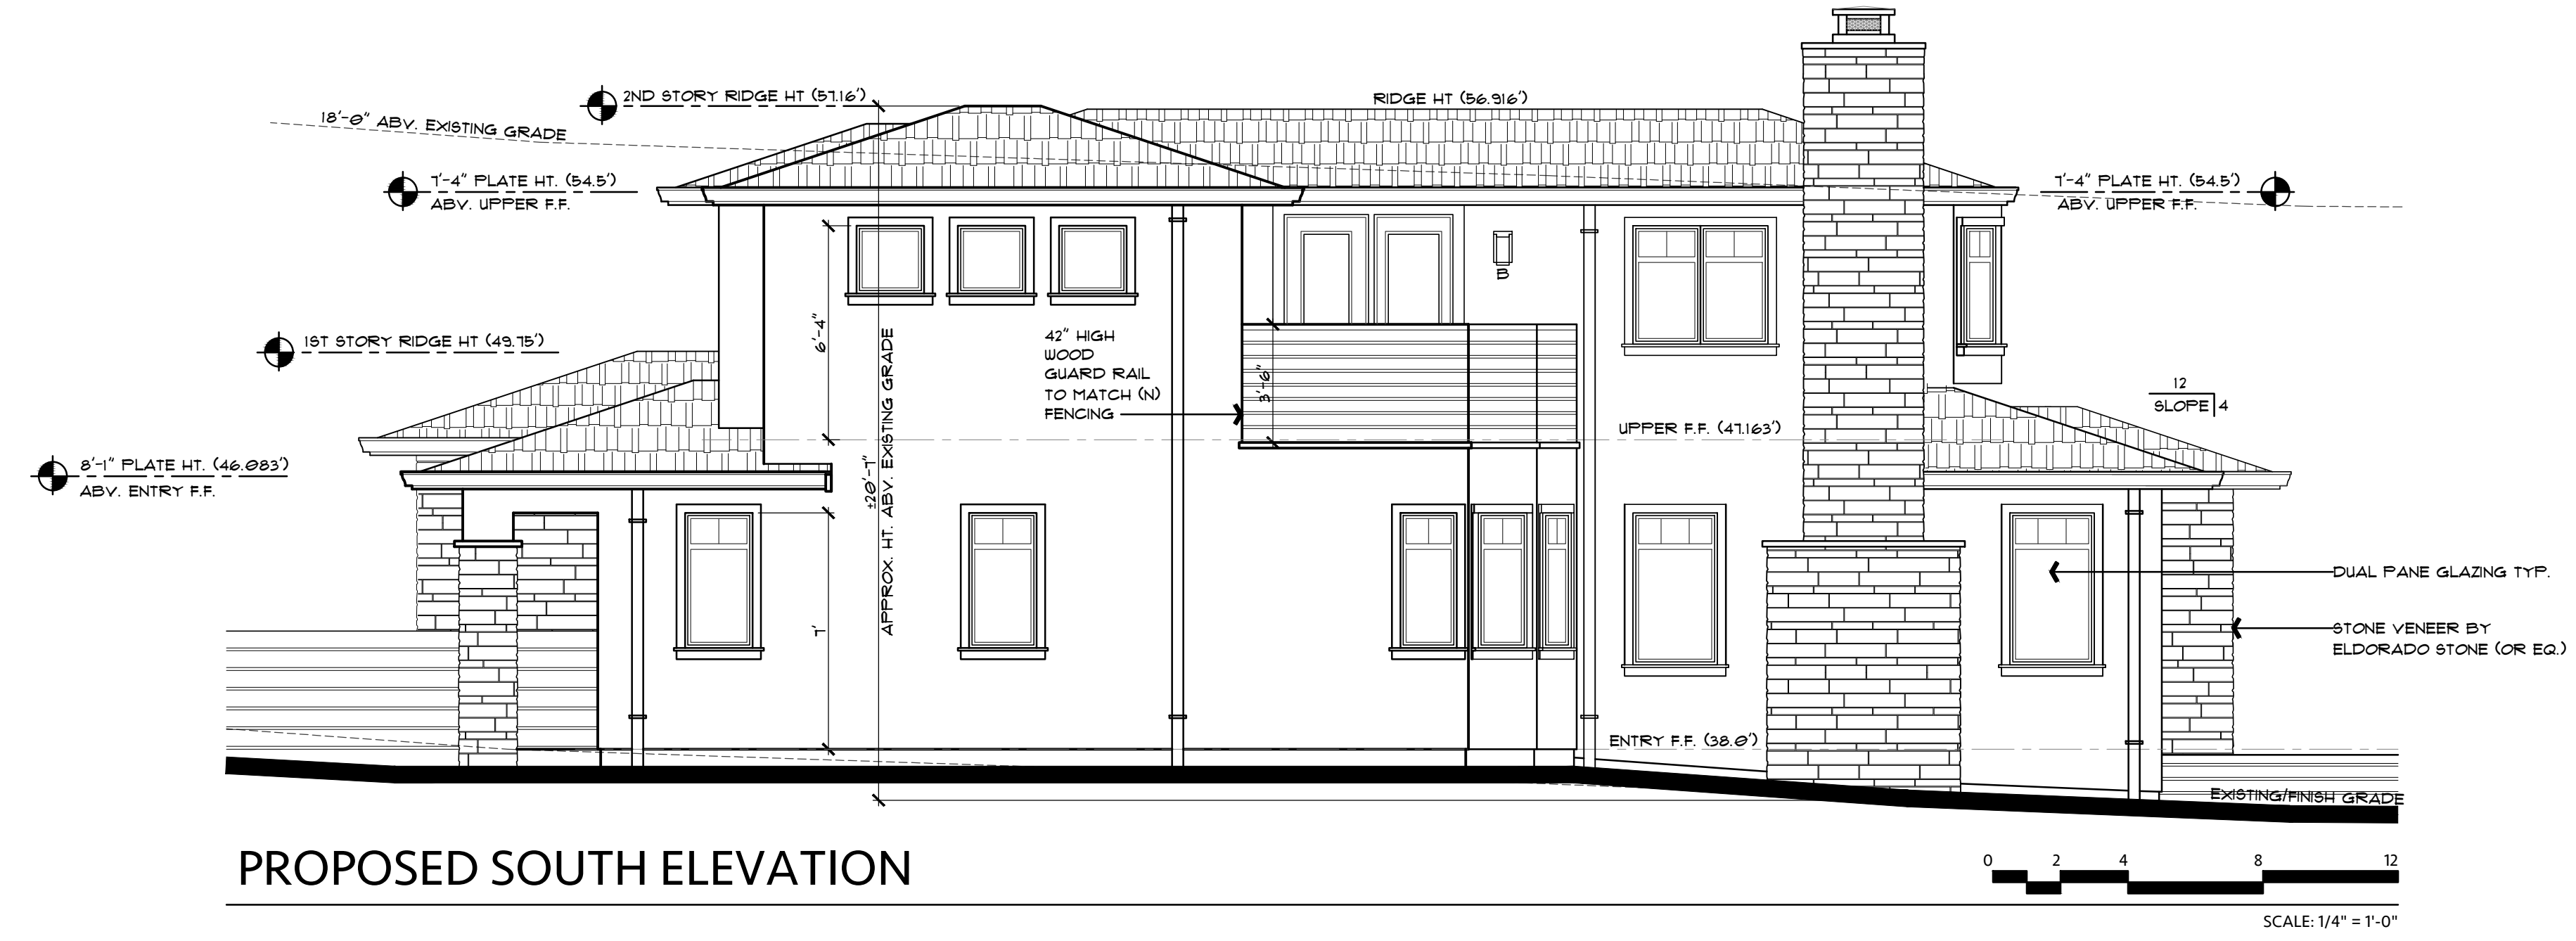 2ND STORY RIDGE HT (57.16')
RIDGE HT (56.916')
18'-0" ABV. EXISTING GRADE
7'-4" PLATE HT. (54.5')
ABV. UPPER F.F.
7'-4" PLATE HT. (54.5')
ABV. UPPER F.F.
B
6'-4"
1ST STORY RIDGE HT (49.75')
42" HIGH
WOOD
GUARD RAIL
TO MATCH (N)
FENCING
3'-6"
12
SLOPE 4
UPPER F.F. (47.163')
8'-1" PLATE HT. (46.083')
ABV. ENTRY F.F.
±20'-7"
APPROX. HT. ABV. EXISTING GRADE
7'
DUAL PANE GLAZING TYP.
STONE VENEER BY
ELDORADO STONE (OR EQ.)
ENTRY F.F. (38.0')
EXISTING/FINISH GRADE
PROPOSED SOUTH ELEVATION
0 2 4 8 12
SCALE: 1/4" = 1'-0"